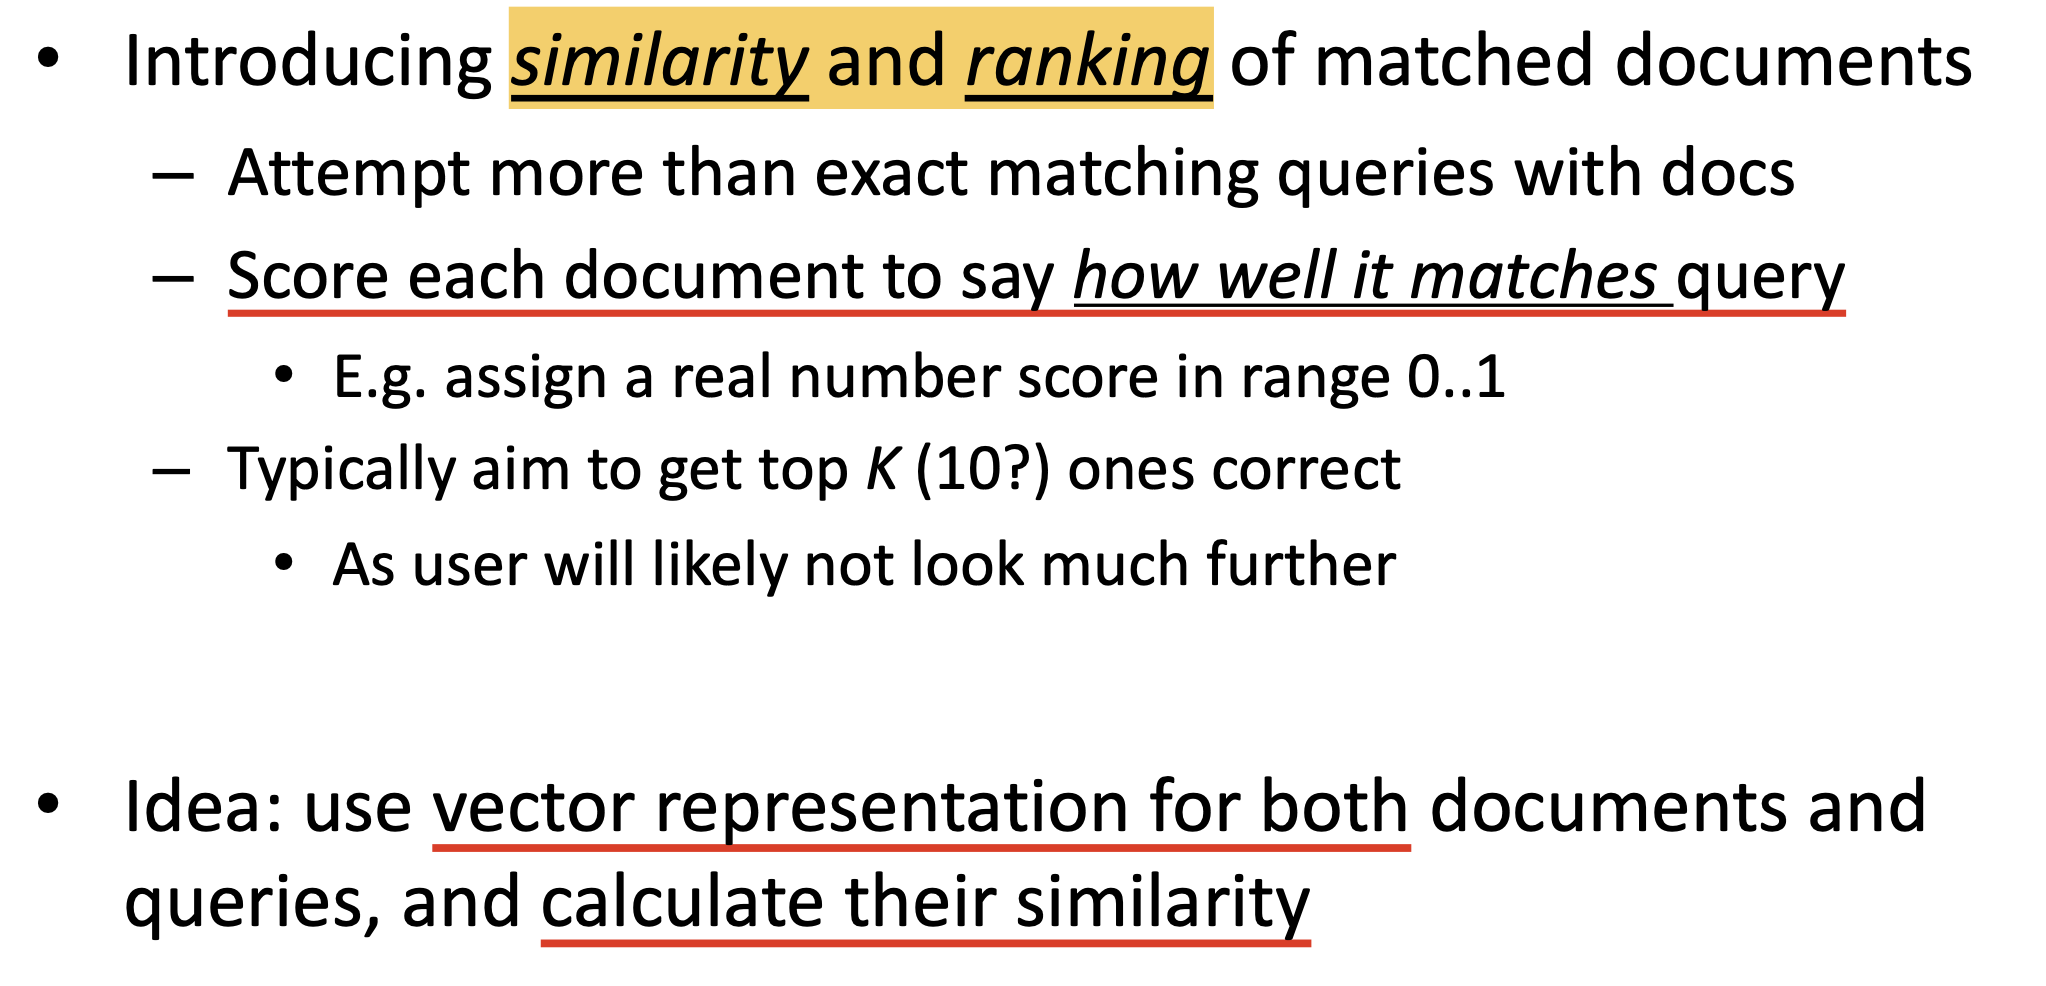 • Introducing similarity and ranking of matched documents
– Attempt more than exact matching queries with docs
– Score each document to say how well it matches query
• E.g. assign a real number score in range 0..1
– Typically aim to get top K (10?) ones correct
• As user will likely not look much further
• Idea: use vector representation for both documents and
queries, and calculate their similarity